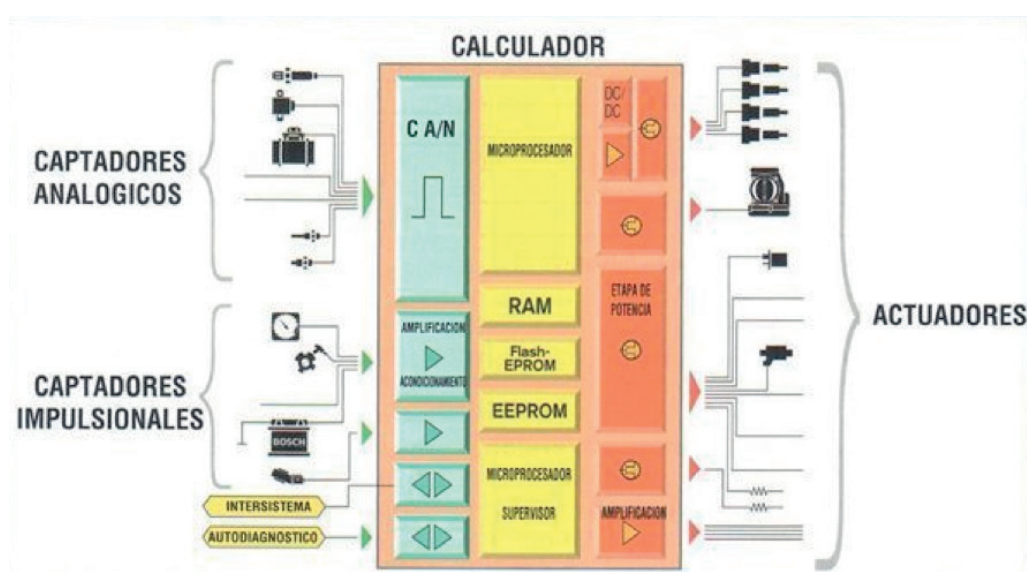 CALCULADOR
CAPTADORES
ANALOGICOS
CAPTADORES
IMPULSIONALES
BOSCH
INTERSISTEMA
AUTODIAGNOSTICO
C A/N
AMPLIFICACION
ACONDICIONAMIENTO
MICROPROCESADOR
RAM
Flash-
EPROM
EEPROM
MICROPROCESADOR
SUPERVISOR
DC/
DC
ETAPA DE
POTENCIA
AMPLIFICACION
ACTUADORES